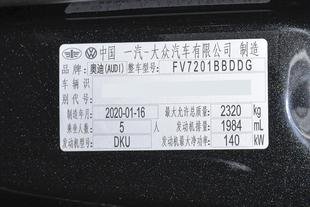 中国 一汽-大众汽车有限公司 制造
品牌 奥迪(AUDI) 整车型号 FV7201BBDDG
车辆识
别代号
制造年月 2020-01-16 最大允许总质量 2320 kg
乘坐人数 5 人 发动机排量 1984 mL
发动机型号 DKU 发动机最大净功率 140 kW